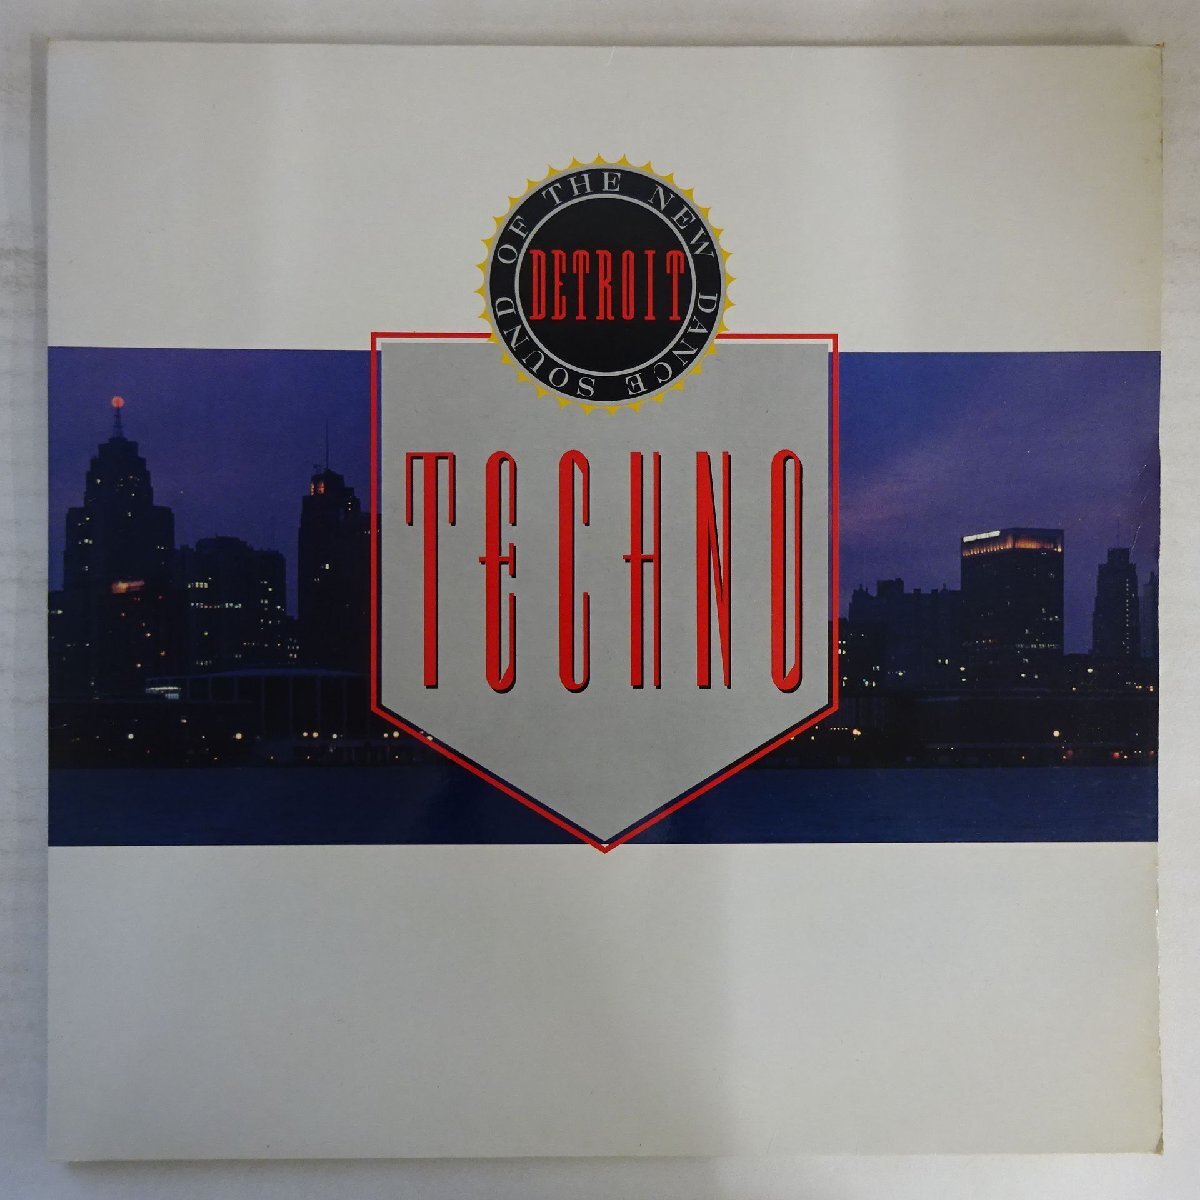 THE NEW DANCE SOUND OF
DETROIT
TECHNO